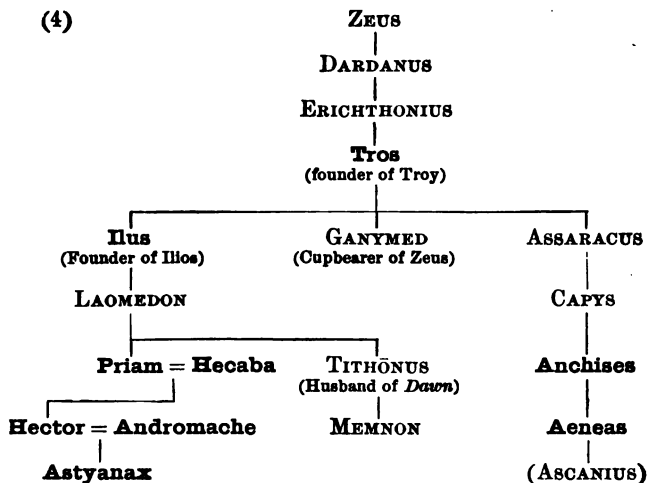 (4)
ZEUS
DARDANUS
ERICHTHONIUS
Tros
(founder of Troy)
Ilus GANYMED ASSARACUS
(Founder of Ilios) (Cupbearer of Zeus)
LAOMEDON CAPYS
Priam = Hecaba TITHŌNUS Anchises
(Husband of Dawn)
Hector = Andromache MEMNON Aeneas
Astyanax (ASCANIUS)